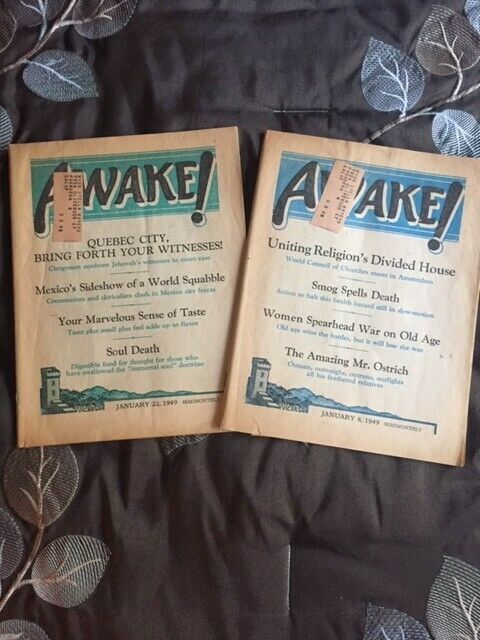 AWAKE!
QUEBEC CITY,
BRING FORTH YOUR WITNESSES!
Clergymen confront Jehovah's witnesses in court case
Mexico's Sideshow of a World Squabble
Communism and clericalism clash in Mexico city fracas
Your Marvelous Sense of Taste
Taste plus smell plus feel adds up to flavor
Soul Death
Digestible food for thought for those who
have swallowed the "immortal soul" doctrine
JANUARY 22, 1949 SEMIMONTHLY
AWAKE!
Uniting Religion's Divided House
World Council of Churches meets in Amsterdam
Smog Spells Death
Action to halt this health hazard still in slow-motion
Women Spearhead War on Old Age
Old age wins the battles, but it will lose the war
The Amazing Mr. Ostrich
Outeats, outweighs, outruns, outfights
all his feathered relatives
JANUARY 8, 1949 SEMIMONTHLY